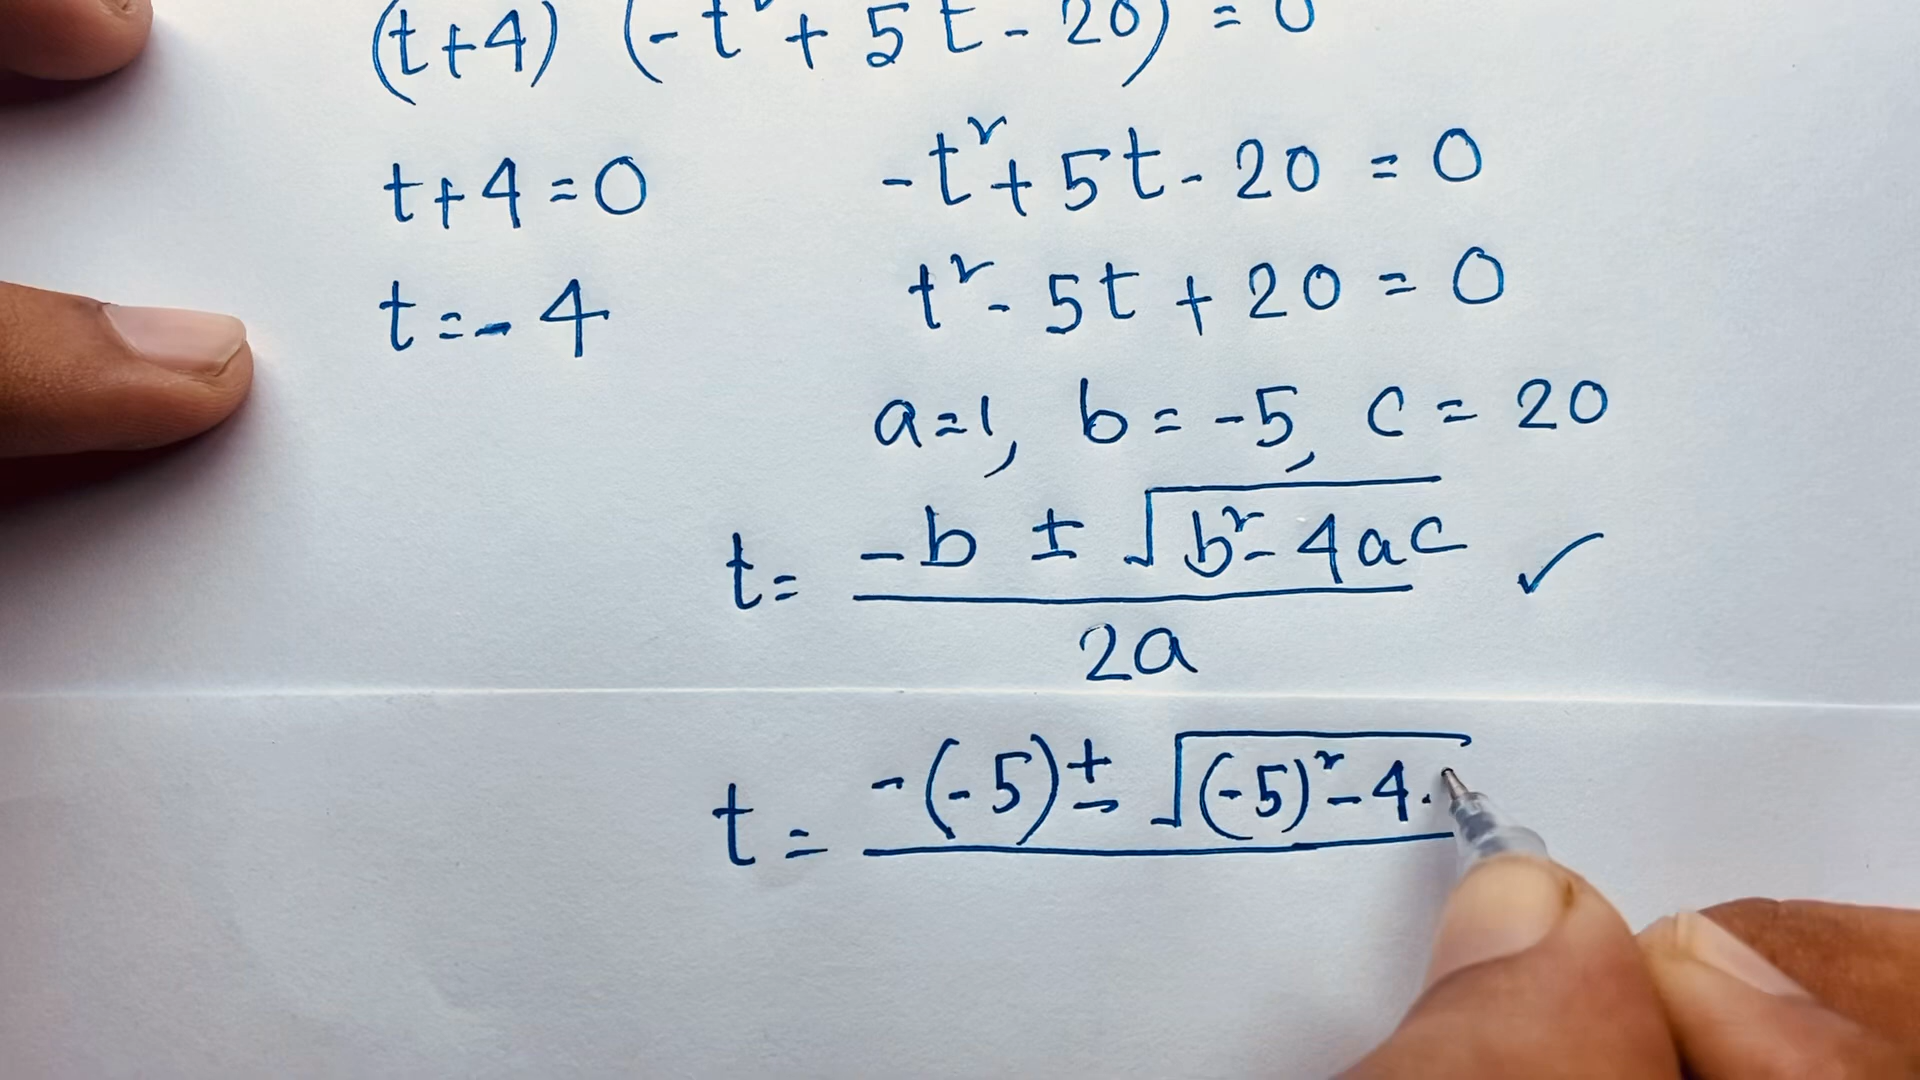 (t+4) (-t²+5t-20) = 0
t+4=0 -t²+5t-20 = 0
t=-4 t²-5t+20 = 0
a=1, b=-5, c=20
t= -b ± √b²-4ac ✓
2a
t = -(-5) ± √(-5)²-4.